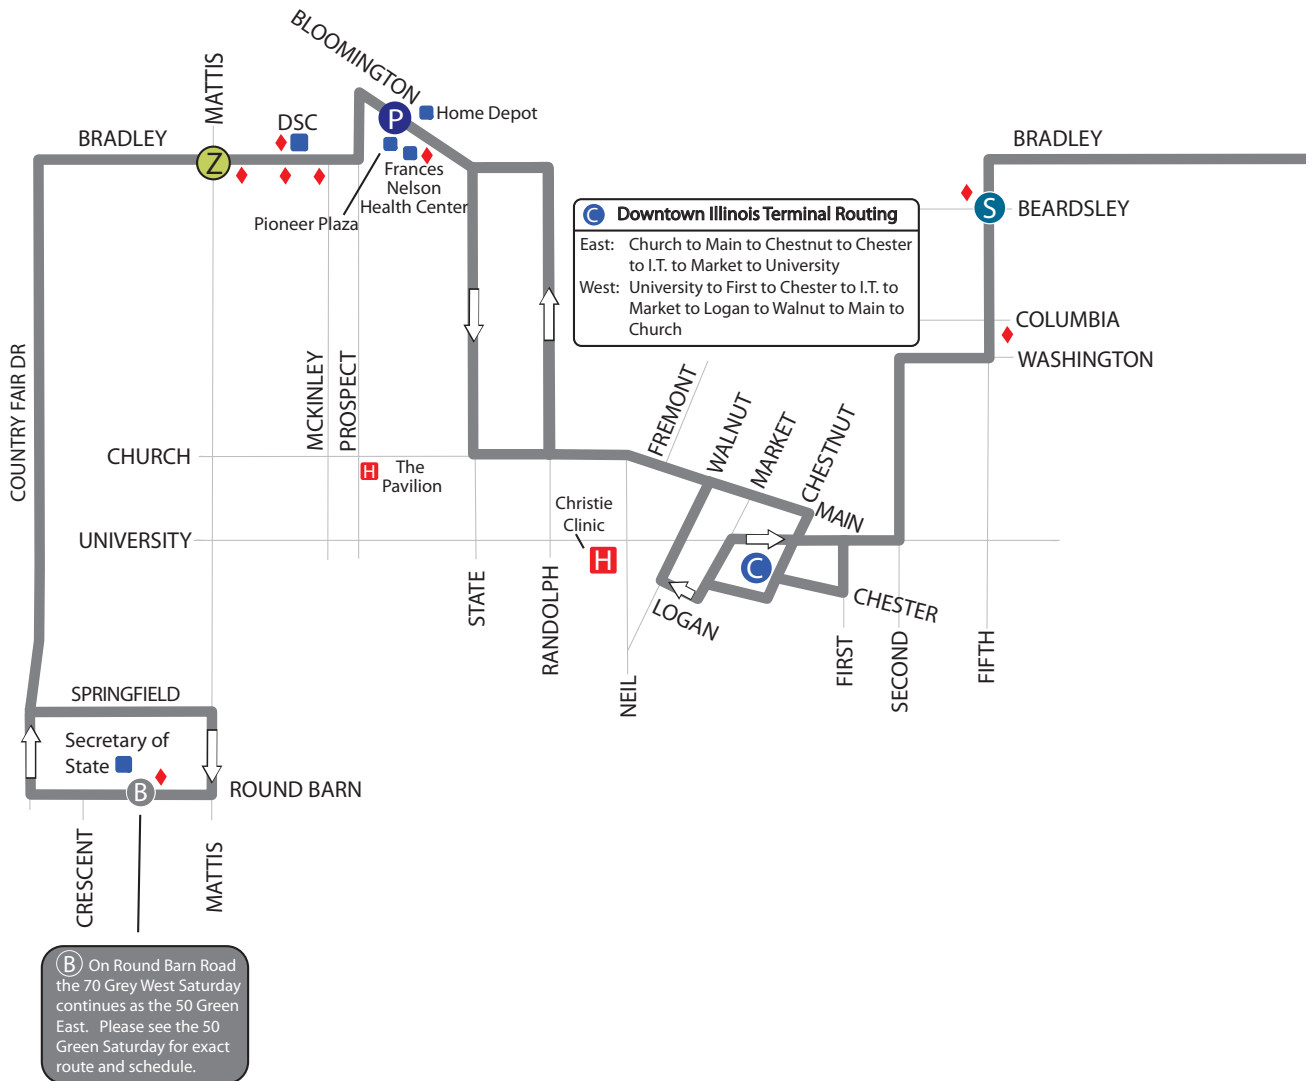 BLOOMINGTON
MATTIS
P
Home Depot
DSC
BRADLEY
BRADLEY
Z
Frances
Nelson
Health Center
Pioneer Plaza
S
BEARDSLEY
C Downtown Illinois Terminal Routing
East: Church to Main to Chestnut to Chester
to I.T. to Market to University
West: University to First to Chester to I.T. to
Market to Logan to Walnut to Main to
Church
COLUMBIA
WASHINGTON
COUNTRY FAIR DR
MCKINLEY
PROSPECT
FREMONT
WALNUT
MARKET
CHESTNUT
MAIN
CHURCH
H
The
Pavilion
Christie
Clinic
H
UNIVERSITY
C
CHESTER
LOGAN
STATE
RANDOLPH
NEIL
FIRST
SECOND
FIFTH
SPRINGFIELD
Secretary of
State
B
ROUND BARN
CRESCENT
MATTIS
B On Round Barn Road
the 70 Grey West Saturday
continues as the 50 Green
East. Please see the 50
Green Saturday for exact
route and schedule.